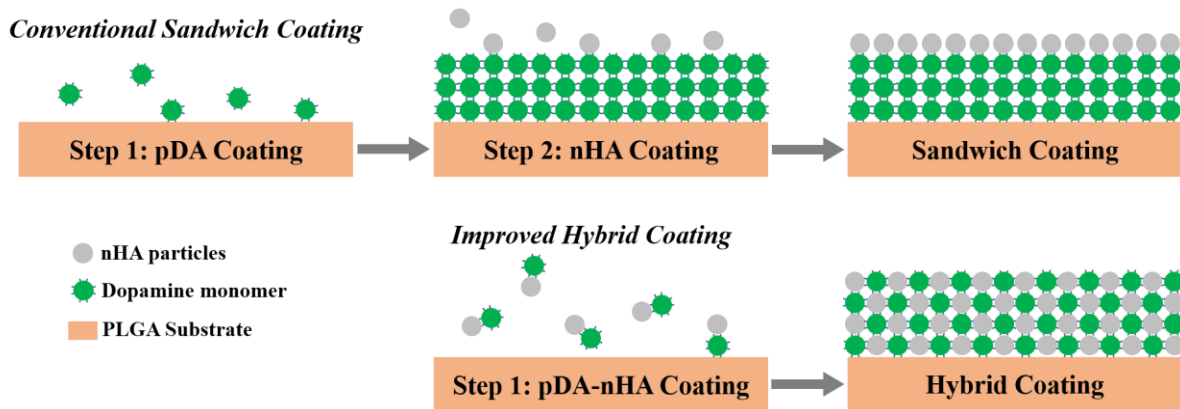 Conventional Sandwich Coating
Step 1: pDA Coating
Step 2: nHA Coating
Sandwich Coating
Improved Hybrid Coating
nHA particles
Dopamine monomer
PLGA Substrate
Step 1: pDA-nHA Coating
Hybrid Coating